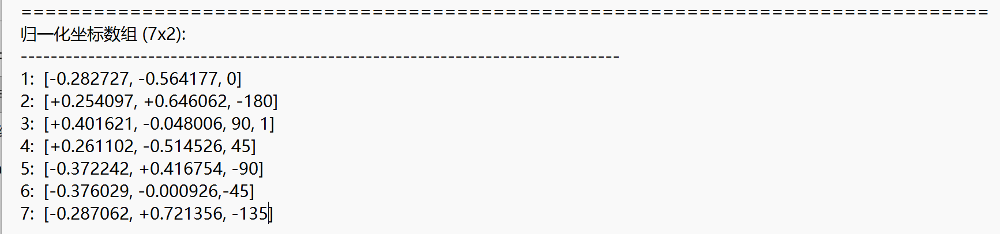 ================================================================================
归一化坐标数组 (7x2):
--------------------------------------------------------------------------------
1: [-0.282727, -0.564177, 0]
2: [+0.254097, +0.646062, -180]
3: [+0.401621, -0.048006, 90, 1]
4: [+0.261102, -0.514526, 45]
5: [-0.372242, +0.416754, -90]
6: [-0.376029, -0.000926,-45]
7: [-0.287062, +0.721356, -135]